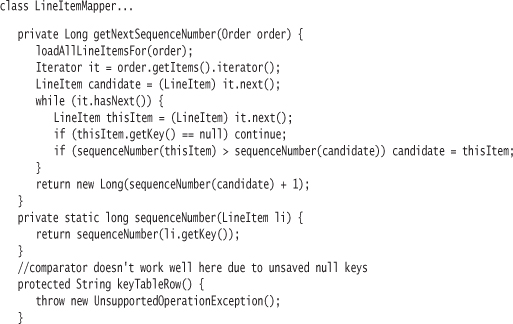 class LineItemMapper...
private Long getNextSequenceNumber(Order order) {
loadAllLineItemsFor(order);
Iterator it = order.getItems().iterator();
LineItem candidate = (LineItem) it.next();
while (it.hasNext()) {
LineItem thisItem = (LineItem) it.next();
if (thisItem.getKey() == null) continue;
if (sequenceNumber(thisItem) > sequenceNumber(candidate)) candidate = thisItem;
}
return new Long(sequenceNumber(candidate) + 1);
}
private static long sequenceNumber(LineItem li) {
return sequenceNumber(li.getKey());
}
//comparator doesn't work well here due to unsaved null keys
protected String keyTableRow() {
throw new UnsupportedOperationException();
}